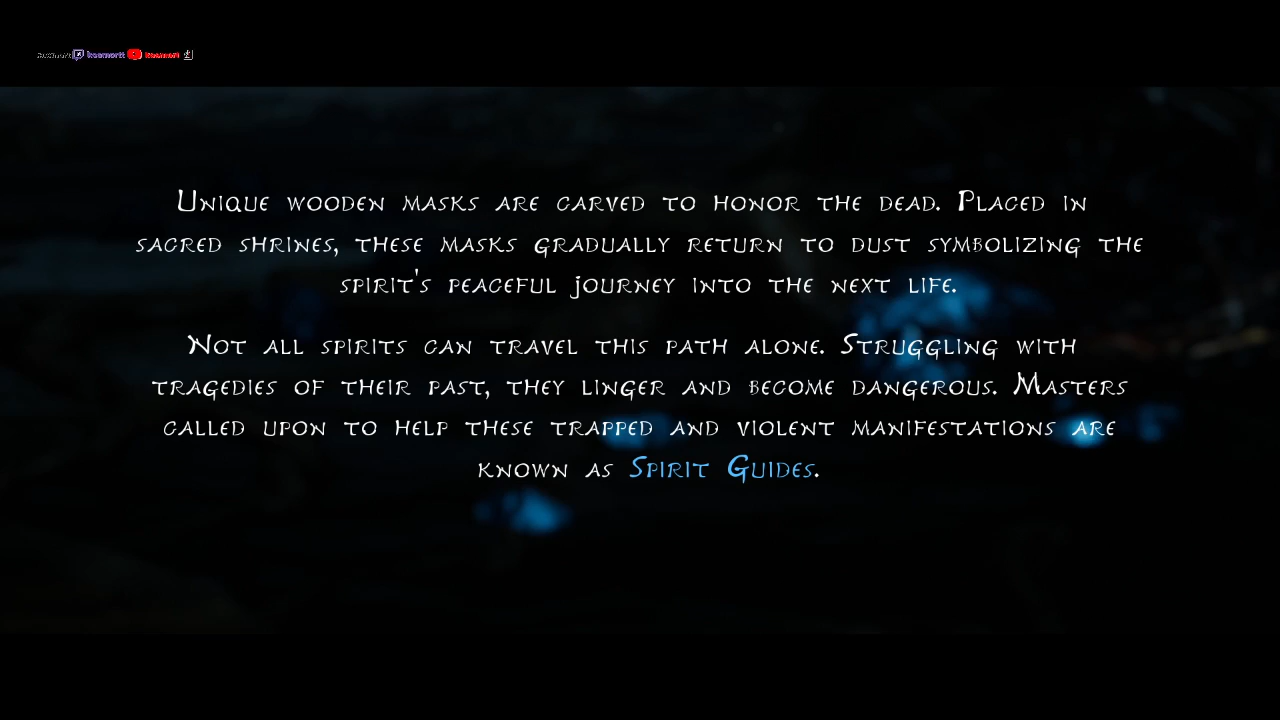 keamortt keamort
Unique wooden masks are carved to honor the dead. Placed in
sacred shrines, these masks gradually return to dust symbolizing the
spirit's peaceful journey into the next life.
Not all spirits can travel this path alone. Struggling with
tragedies of their past, they linger and become dangerous. Masters
called upon to help these trapped and violent manifestations are
known as Spirit Guides.